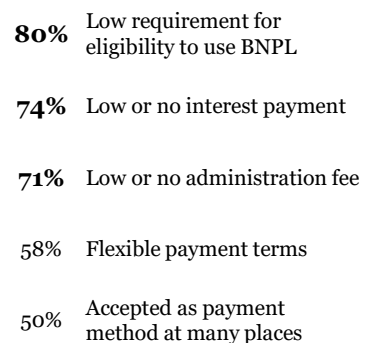 80% Low requirement for
eligibility to use BNPL
74% Low or no interest payment
71% Low or no administration fee
58% Flexible payment terms
50% Accepted as payment
method at many places